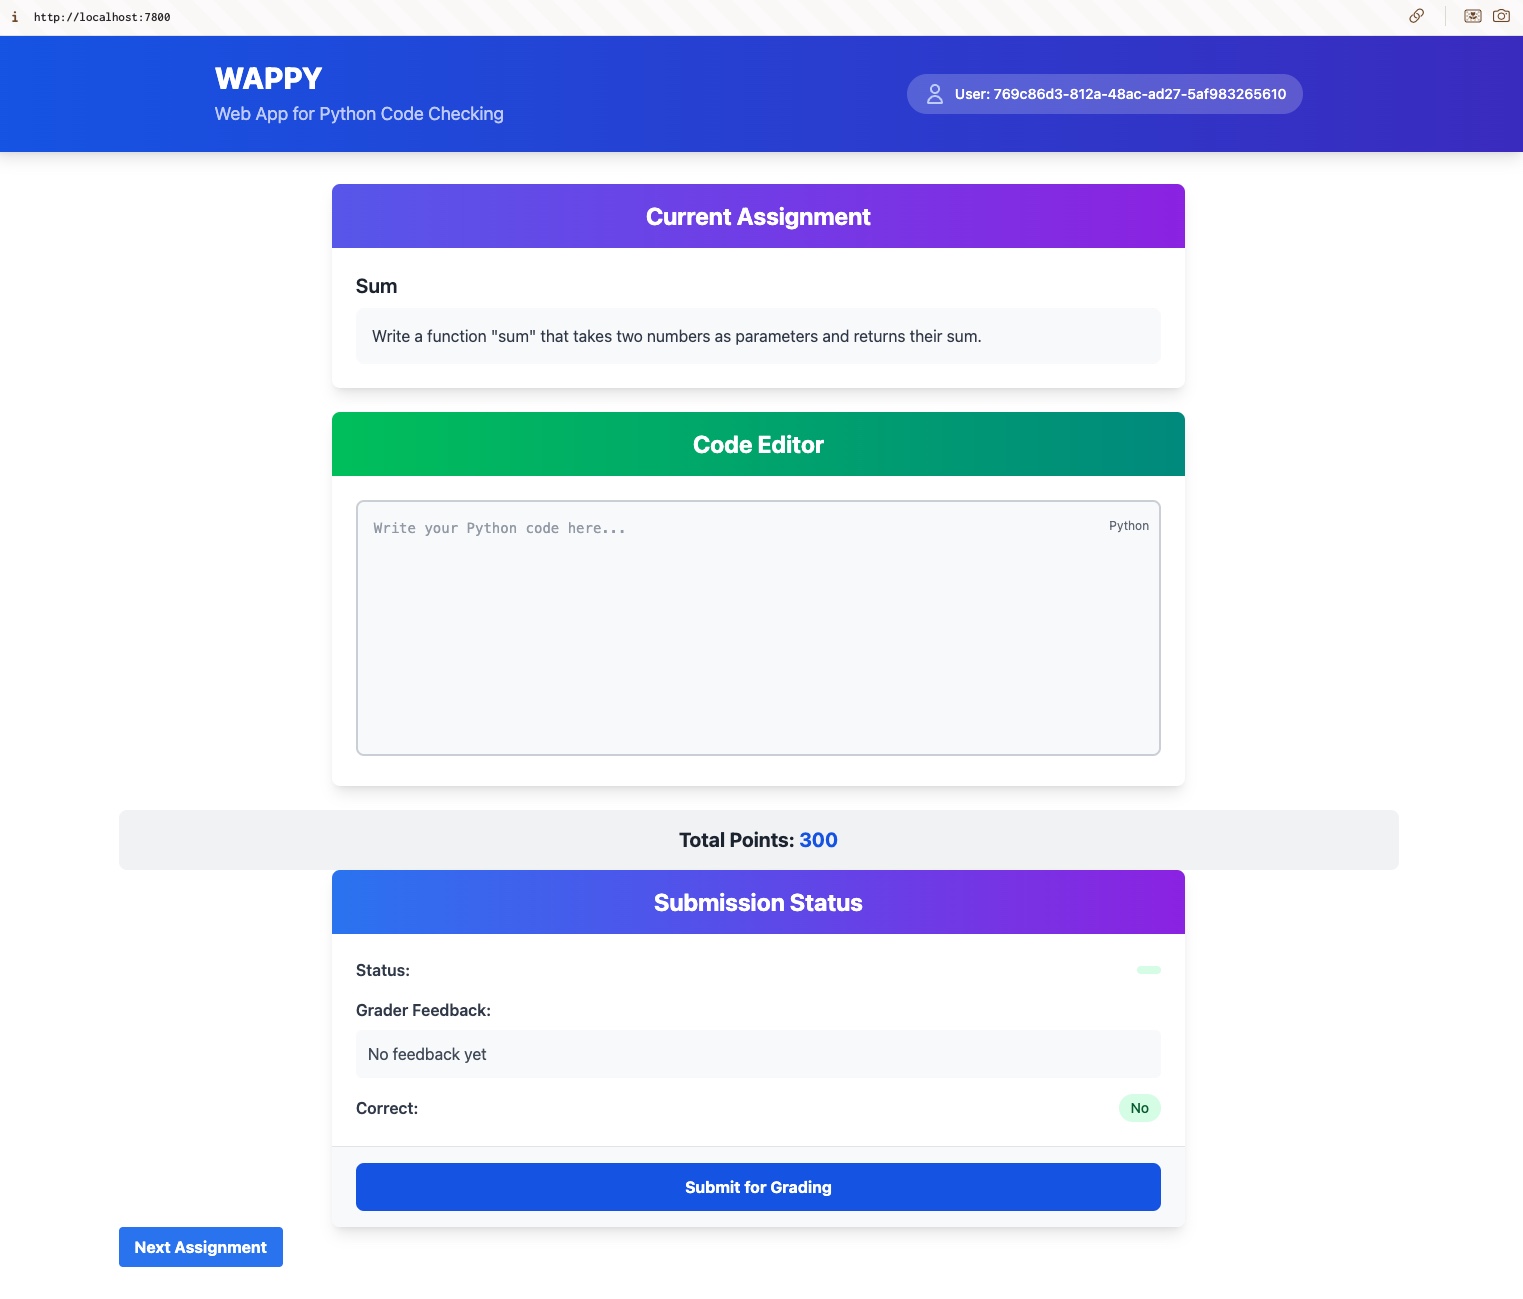 http://localhost:7800
WAPPY
Web App for Python Code Checking
User: 769c86d3-812a-48ac-ad27-5af983265610
Current Assignment
Sum
Write a function "sum" that takes two numbers as parameters and returns their sum.
Code Editor
Write your Python code here...
Python
Total Points: 300
Submission Status
Status:
Grader Feedback:
No feedback yet
Correct:
No
Submit for Grading
Next Assignment